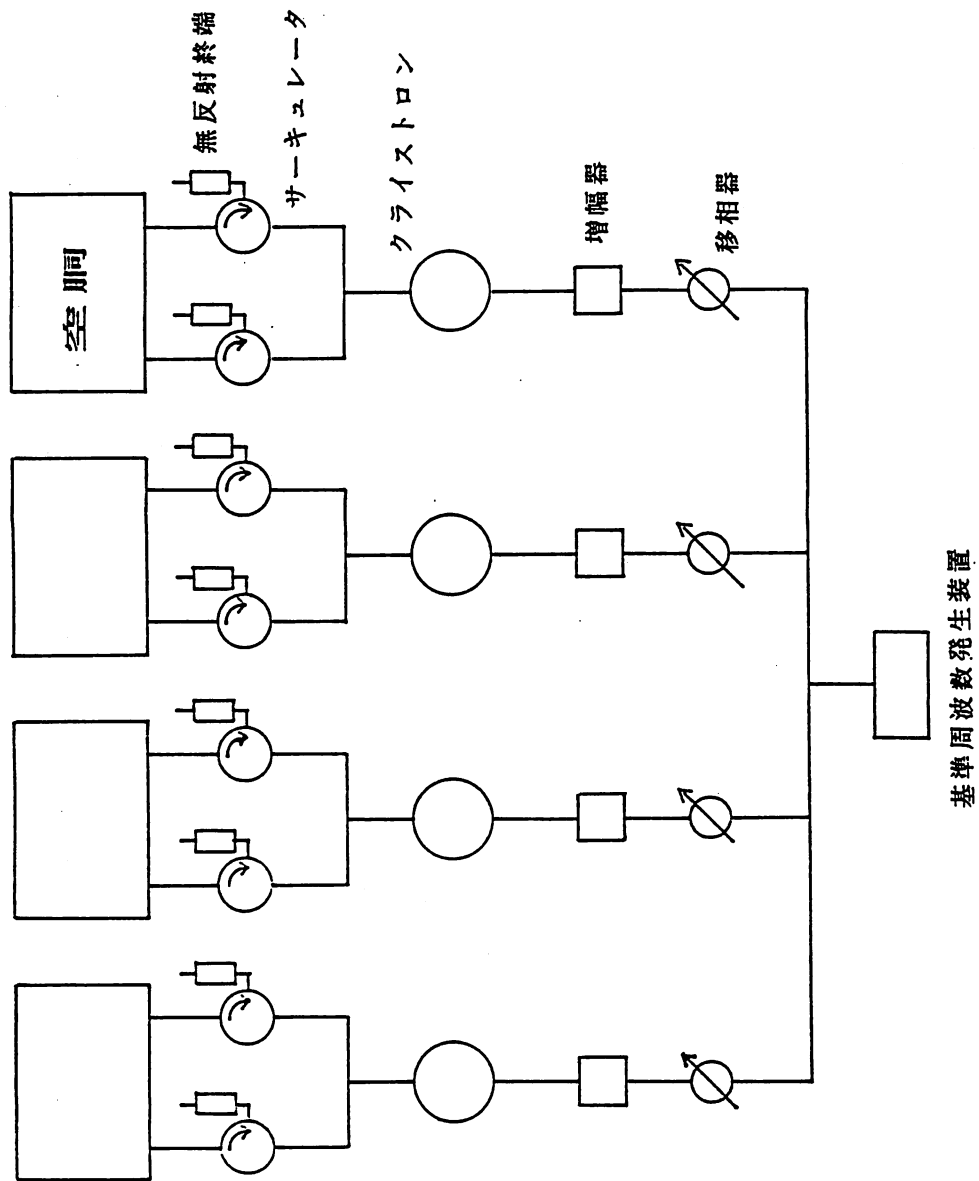 空胴
無反射終端
サーキュレータ
クライストロン
増幅器
移相器
基準周波数発生装置